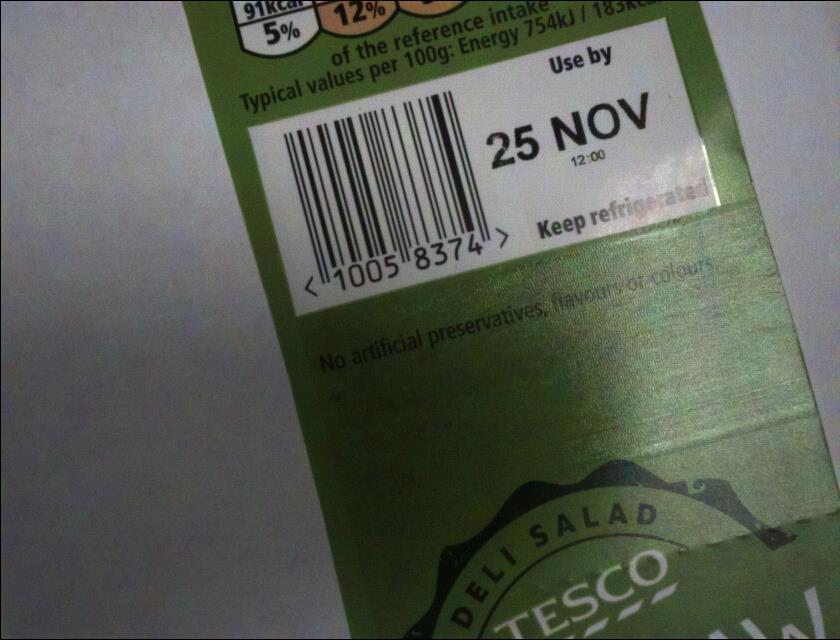 91kcal
5% 12%
of the reference intake
Typical values per 100g: Energy 754kJ / 183kcal
Use by
25 NOV
12:00
Keep refrigerated
< 1005 8374 >
No artificial preservatives, flavours or colours
DELI SALAD
TESCO